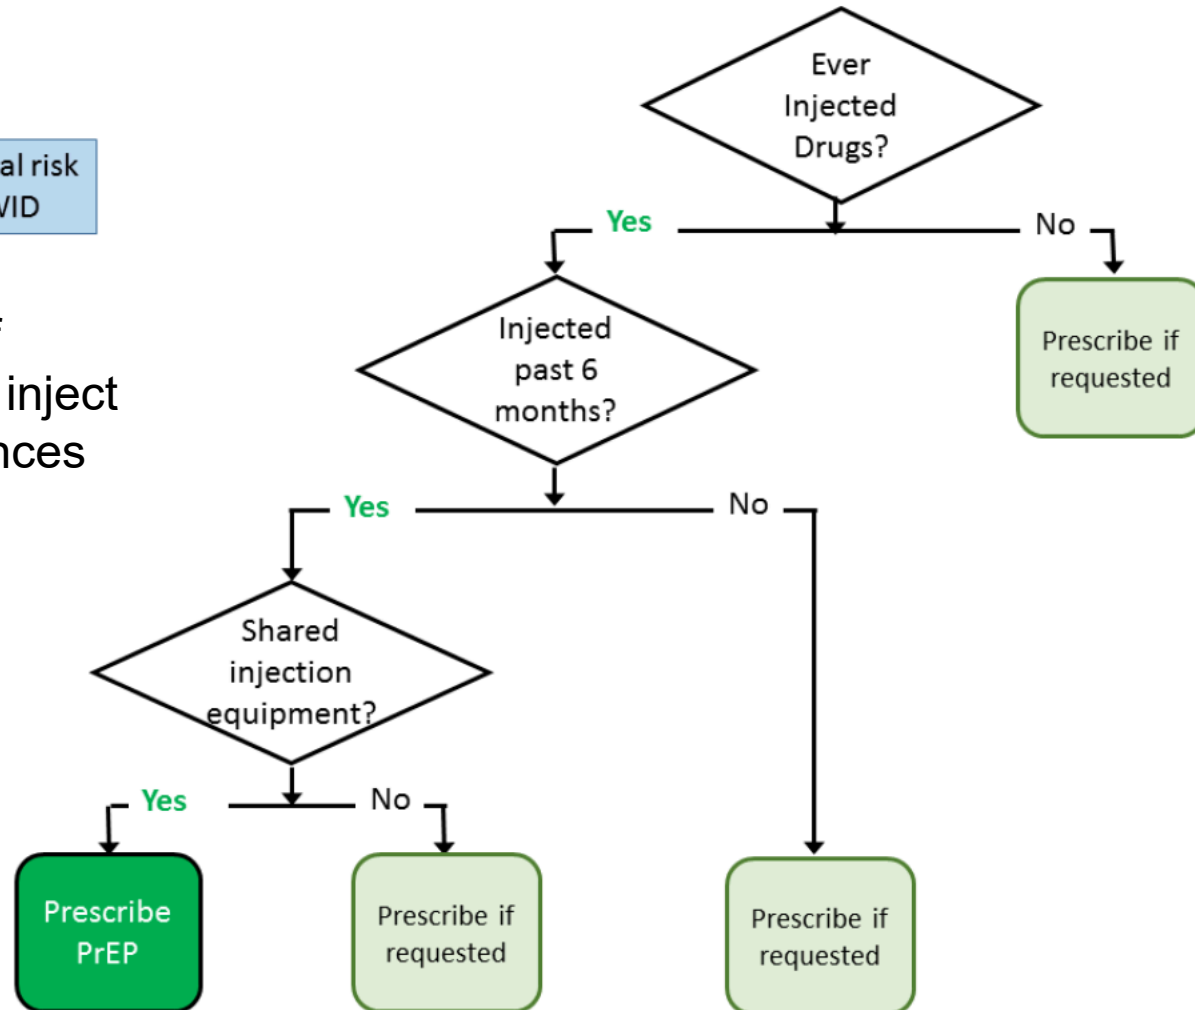 Ever
Injected
Drugs?
al risk
WID
Yes
No
inject
nces
Injected
past 6
months?
Prescribe if
requested
Yes
No
Shared
injection
equipment?
Yes
No
Prescribe
PrEP
Prescribe if
requested
Prescribe if
requested